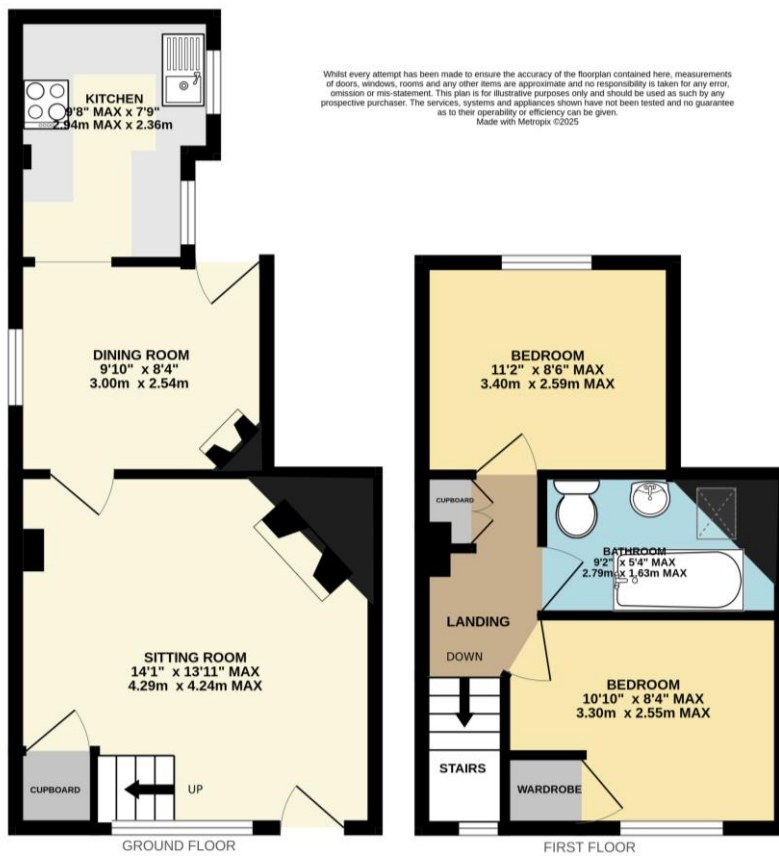 Whilst every attempt has been made to ensure the accuracy of the floorplan contained here, measurements
of doors, windows, rooms and any other items are approximate and no responsibility is taken for any error,
omission or mis-statement. This plan is for illustrative purposes only and should be used as such by any
prospective purchaser. The services, systems and appliances shown have not been tested and no guarantee
as to their operability or efficiency can be given.
Made with Metropix ©2025
KITCHEN
9'8" MAX x 7'9"
2.94m MAX x 2.36m
DINING ROOM
9'10" x 8'4"
3.00m x 2.54m
SITTING ROOM
14'1" x 13'11" MAX
4.29m x 4.24m MAX
CUPBOARD
UP
GROUND FLOOR
BEDROOM
11'2" x 8'6" MAX
3.40m x 2.59m MAX
CUPBOARD
BATHROOM
9'2" x 5'4" MAX
2.79m x 1.63m MAX
LANDING
DOWN
BEDROOM
10'10" x 8'4" MAX
3.30m x 2.55m MAX
STAIRS
WARDROBE
FIRST FLOOR